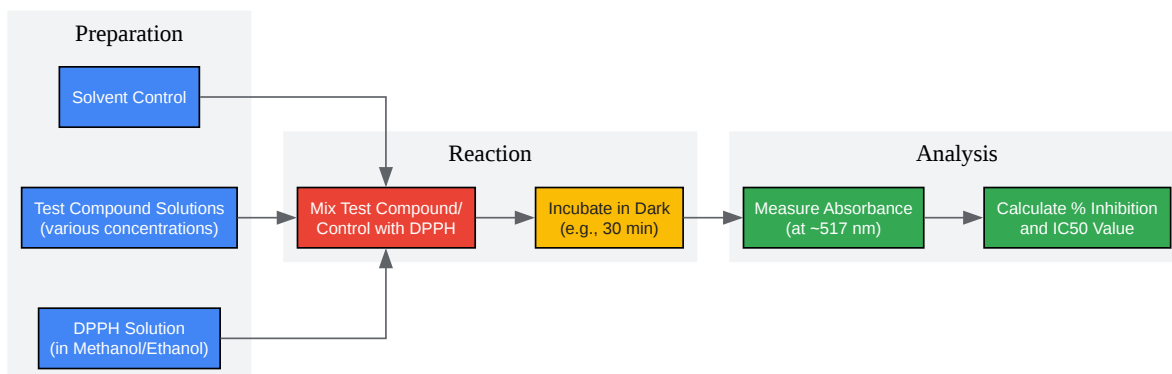 Preparation
Solvent Control
Test Compound Solutions
(various concentrations)
DPPH Solution
(in Methanol/Ethanol)
Reaction
Mix Test Compound/
Control with DPPH
Incubate in Dark
(e.g., 30 min)
Analysis
Measure Absorbance
(at ~517 nm)
Calculate % Inhibition
and IC50 Value